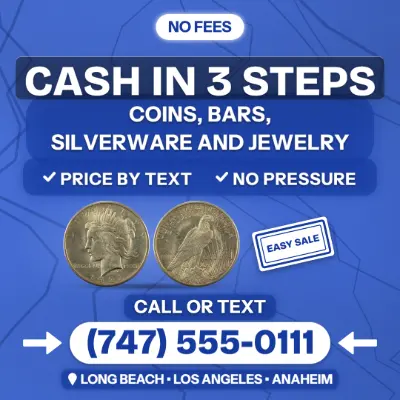 NO FEES
CASH IN 3 STEPS
COINS, BARS,
SILVERWARE AND JEWELRY
PRICE BY TEXT NO PRESSURE
EASY SALE
CALL OR TEXT
(747) 555-0111
LONG BEACH • LOS ANGELES • ANAHEIM